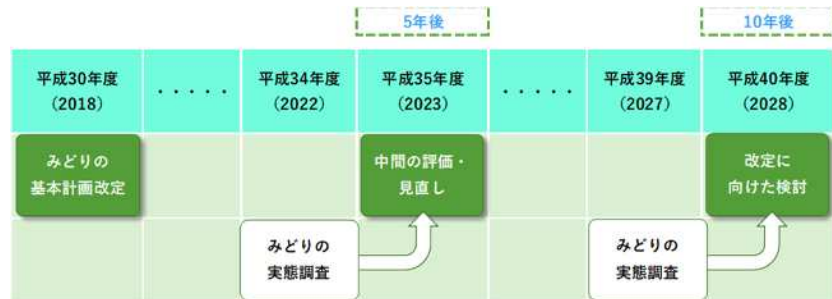 5年後
10年後
平成30年度
(2018)
・・・・・
平成34年度
(2022)
平成35年度
(2023)
・・・・・
平成39年度
(2027)
平成40年度
(2028)
みどりの
基本計画改定
中間の評価・
見直し
改定に
向けた検討
みどりの
実態調査
みどりの
実態調査